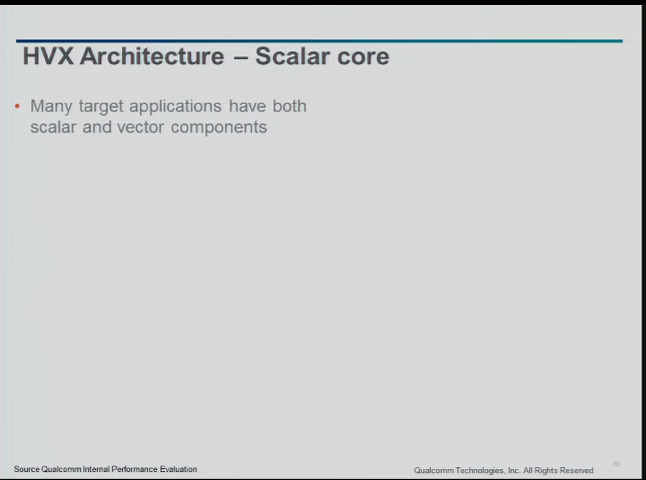 HVX Architecture – Scalar core
• Many target applications have both
scalar and vector components
Source Qualcomm Internal Performance Evaluation
Qualcomm Technologies, Inc. All Rights Reserved